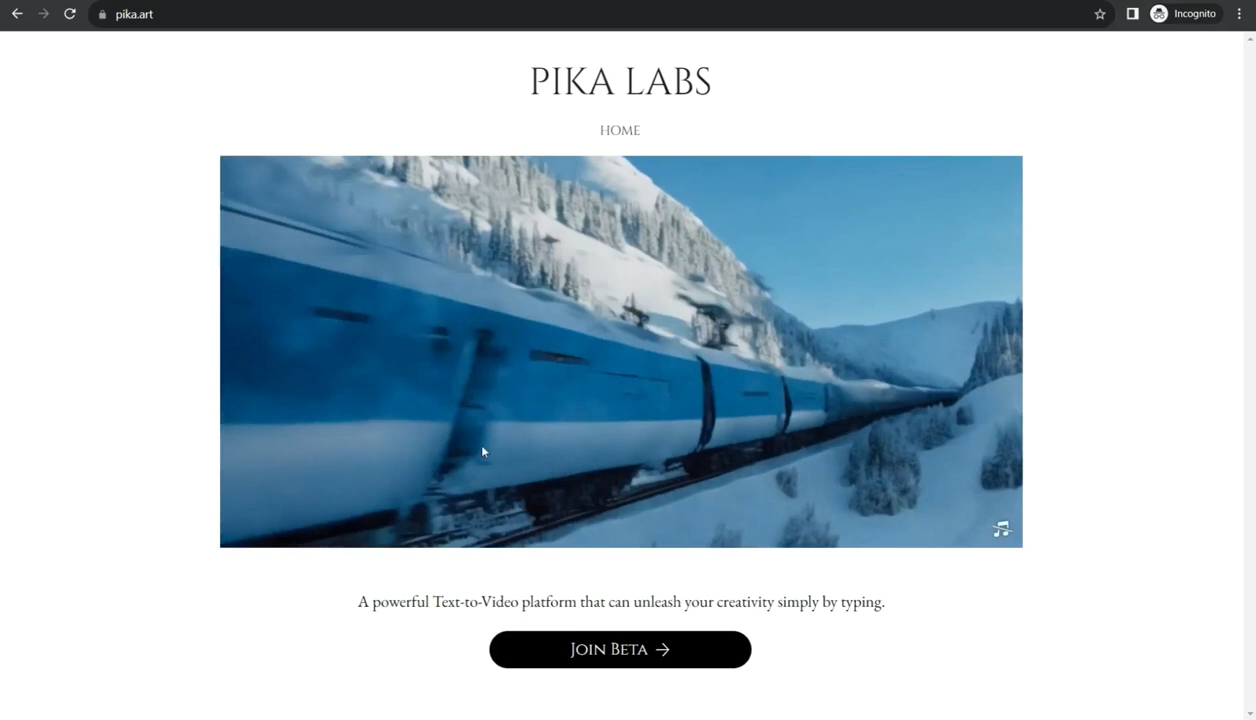 pika.art
Incognito
PIKA LABS
HOME
A powerful Text-to-Video platform that can unleash your creativity simply by typing.
Join Beta →